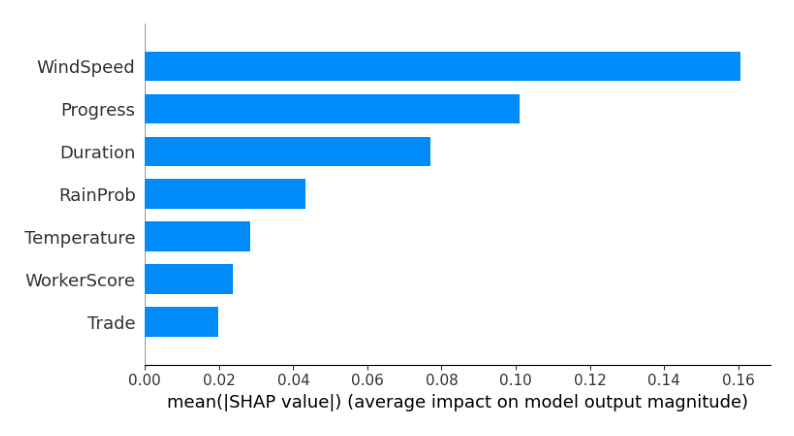 WindSpeed
Progress
Duration
RainProb
Temperature
WorkerScore
Trade
0.00 0.02 0.04 0.06 0.08 0.10 0.12 0.14 0.16
mean(|SHAP value|) (average impact on model output magnitude)